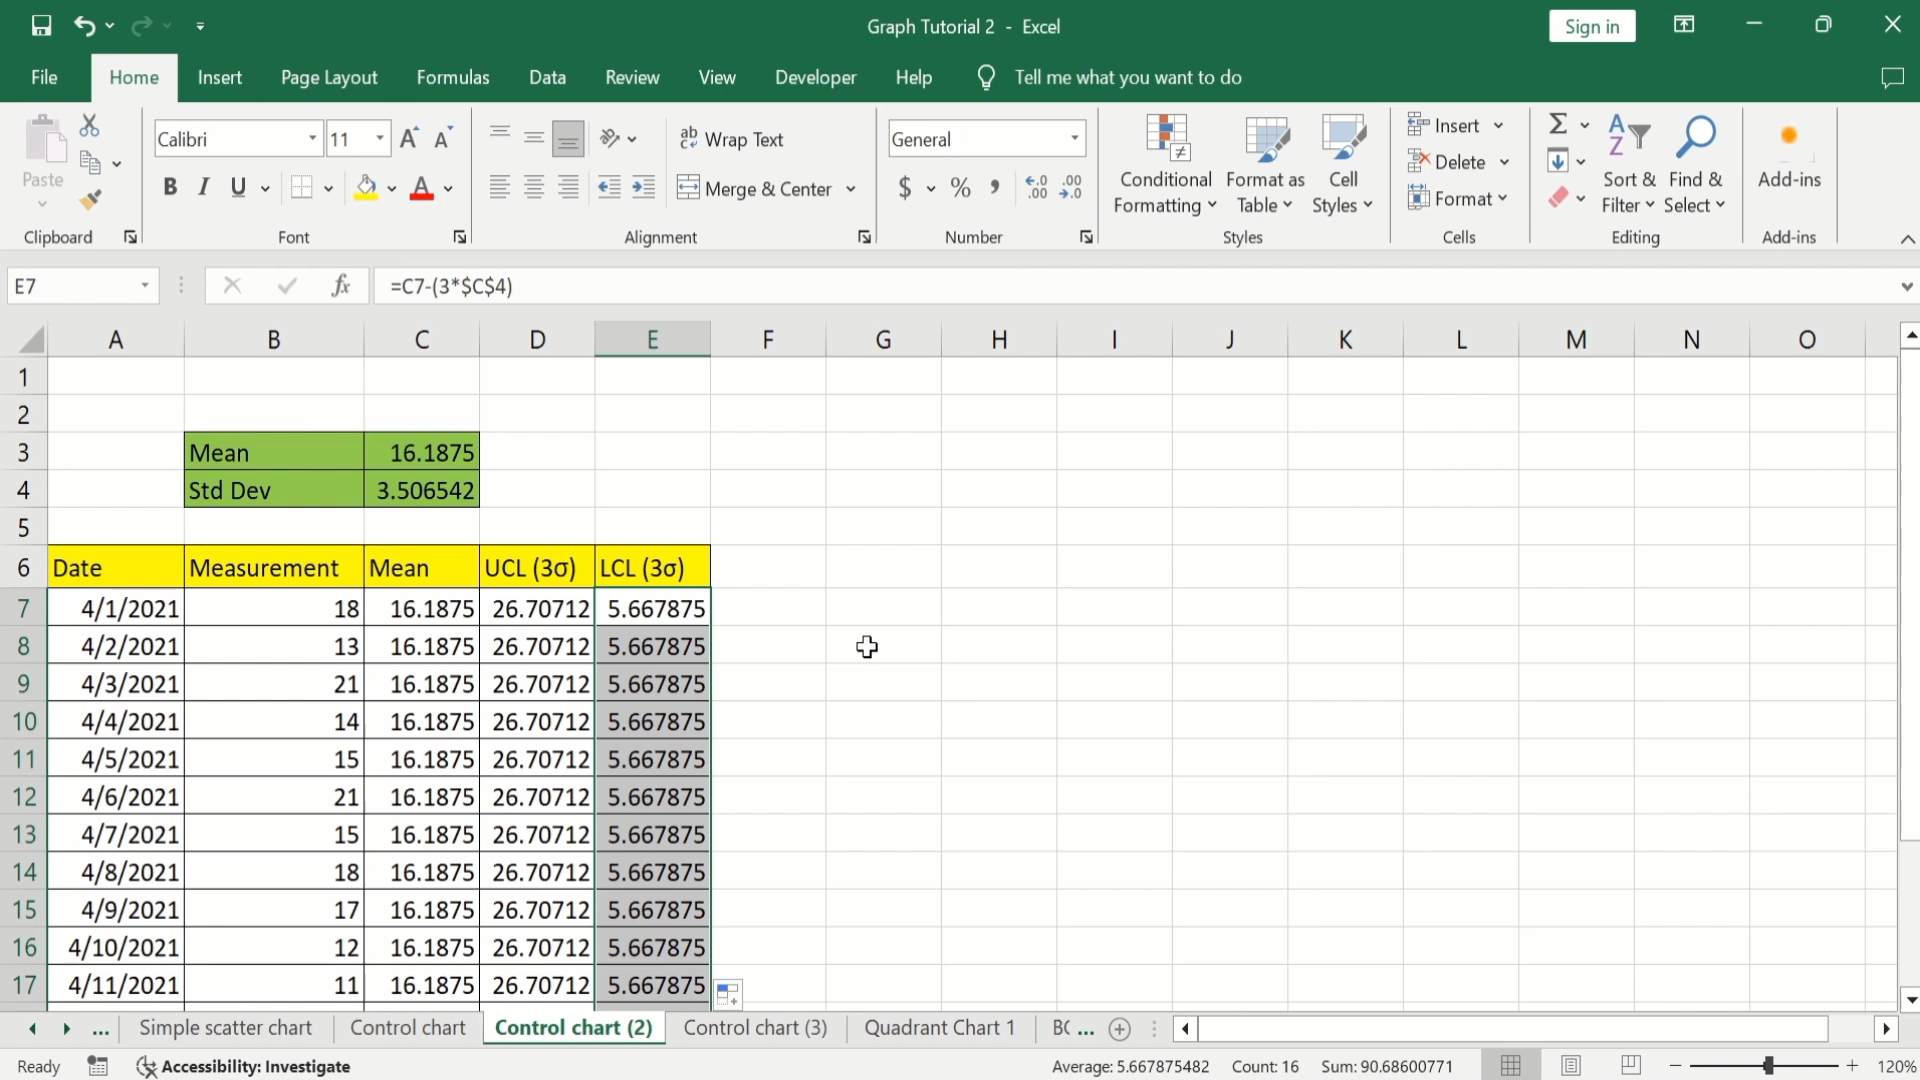 Graph Tutorial 2 - Excel
Sign in
File Home Insert Page Layout Formulas Data Review View Developer Help Tell me what you want to do
Paste
Clipboard
Calibri 11
A A
B I U A
Font
ab Wrap Text
Merge & Center
Alignment
General
$ % , .0 .00 .00 .0
Number
Conditional Formatting
Format as Table
Cell Styles
Styles
Insert
Delete
Format
Cells
Σ
Sort & Filter
Find & Select
Editing
Add-ins
Add-ins
E7 fx =C7-(3*$C$4)
A B C D E F G H I J K L M N O
1
2
3 Mean 16.1875
4 Std Dev 3.506542
5
6 Date Measurement Mean UCL (3σ) LCL (3σ)
7 4/1/2021 18 16.1875 26.70712 5.667875
8 4/2/2021 13 16.1875 26.70712 5.667875
9 4/3/2021 21 16.1875 26.70712 5.667875
10 4/4/2021 14 16.1875 26.70712 5.667875
11 4/5/2021 15 16.1875 26.70712 5.667875
12 4/6/2021 21 16.1875 26.70712 5.667875
13 4/7/2021 15 16.1875 26.70712 5.667875
14 4/8/2021 18 16.1875 26.70712 5.667875
15 4/9/2021 17 16.1875 26.70712 5.667875
16 4/10/2021 12 16.1875 26.70712 5.667875
17 4/11/2021 11 16.1875 26.70712 5.667875
... Simple scatter chart Control chart Control chart (2) Control chart (3) Quadrant Chart 1 ...
Ready Accessibility: Investigate Average: 5.667875482 Count: 16 Sum: 90.68600771 120%